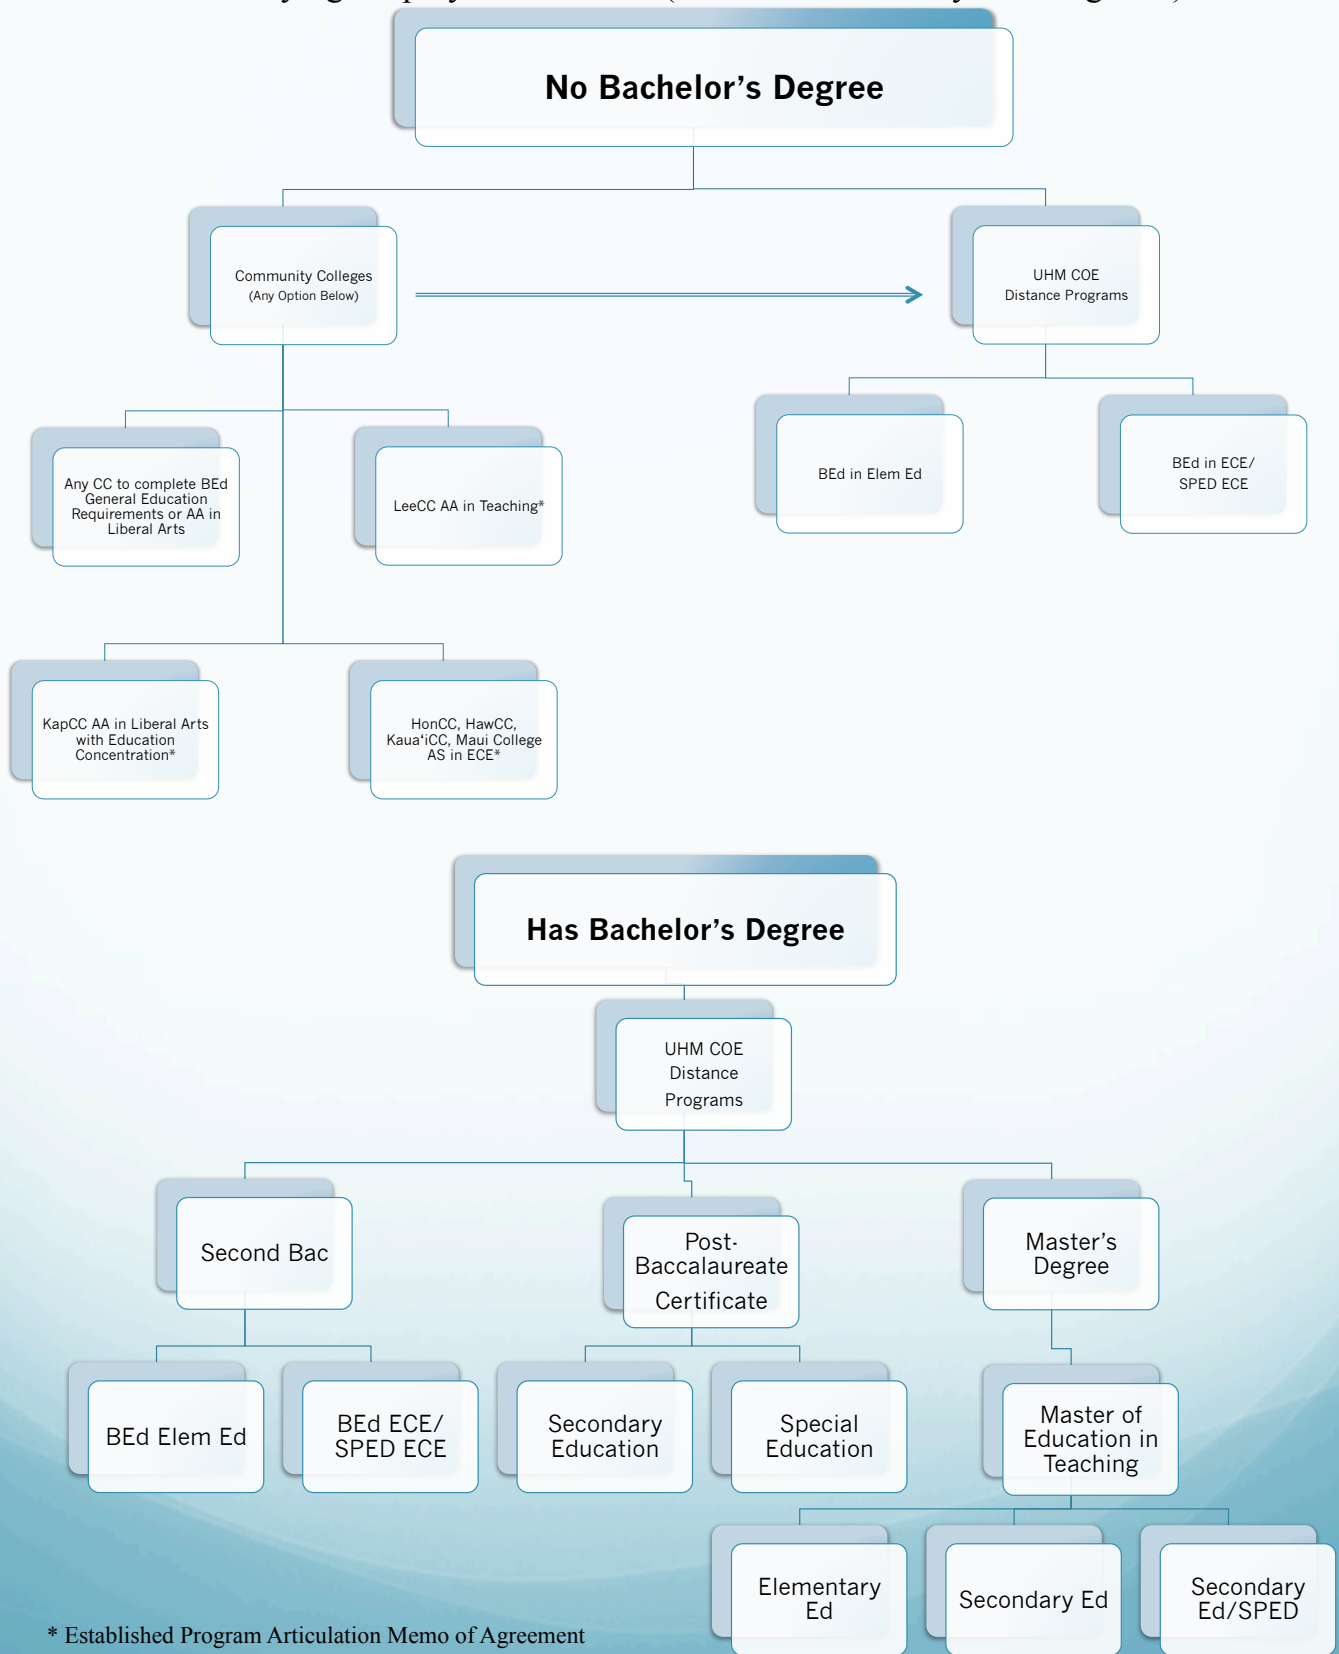 No Bachelor’s Degree
Community Colleges
(Any Option Below)
UHM COE
Distance Programs
Any CC to complete BEd
General Education
Requirements or AA in
Liberal Arts
LeeCC AA in Teaching*
BEd in Elem Ed
BEd in ECE/
SPED ECE
KapCC AA in Liberal Arts
with Education
Concentration*
HonCC, HawCC,
Kauaʻi​CC, Maui College
AS in ECE*
Has Bachelor’s Degree
UHM COE
Distance
Programs
Second Bac
Post-
Baccalaureate
Certificate
Master’s
Degree
BEd Elem Ed
BEd ECE/
SPED ECE
Secondary
Education
Special
Education
Master of
Education in
Teaching
Elementary
Ed
Secondary Ed
Secondary
Ed/SPED
* Established Program Articulation Memo of Agreement